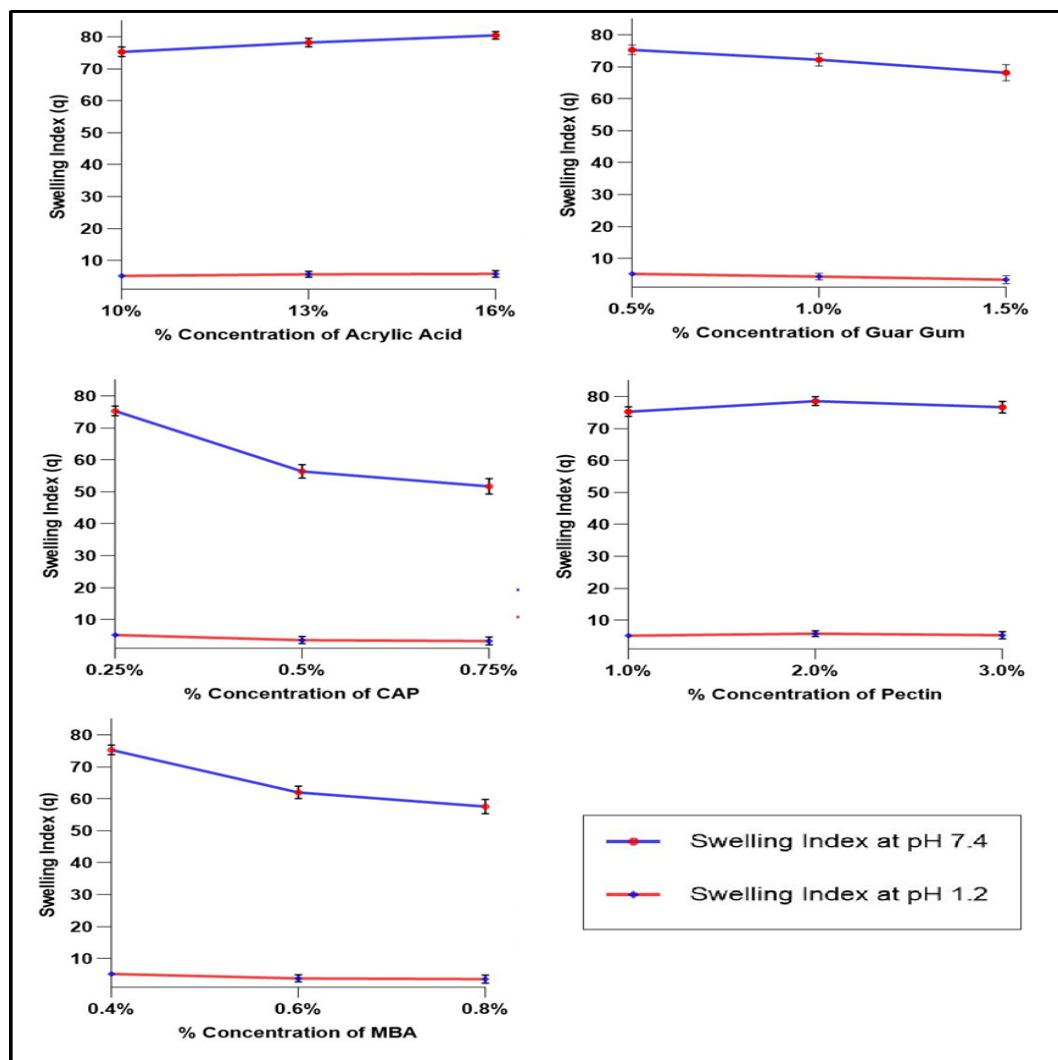 80
70
60
50
40
30
20
10
Swelling Index (q)
10% 13% 16%
% Concentration of Acrylic Acid
80
70
60
50
40
30
20
10
Swelling Index (q)
0.5% 1.0% 1.5%
% Concentration of Guar Gum
80
70
60
50
40
30
20
10
Swelling Index (q)
0.25% 0.5% 0.75%
% Concentration of CAP
80
70
60
50
40
30
20
10
Swelling Index (q)
1.0% 2.0% 3.0%
% Concentration of Pectin
80
70
60
50
40
30
20
10
Swelling Index (q)
0.4% 0.6% 0.8%
% Concentration of MBA
Swelling Index at pH 7.4
Swelling Index at pH 1.2